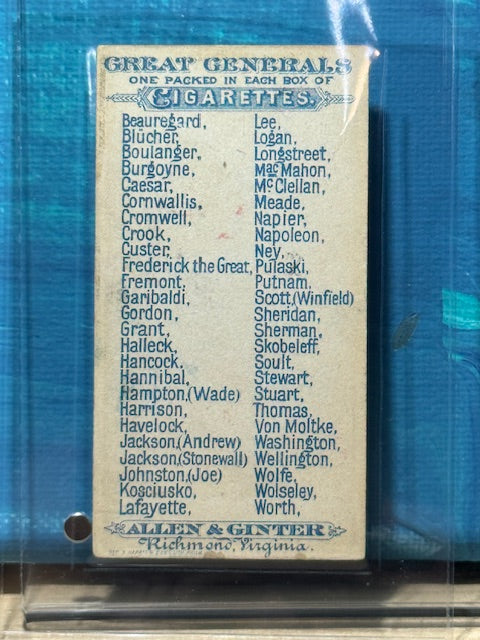 GREAT GENERALS
ONE PACKED IN EACH BOX OF
CIGARETTES.
Beauregard,
Blücher,
Boulanger,
Burgoyne,
Caesar,
Cornwallis,
Cromwell,
Crook,
Custer,
Frederick the Great,
Fremont,
Garibaldi,
Gordon,
Grant,
Halleck,
Hancock,
Hannibal,
Hampton,(Wade)
Harrison,
Havelock,
Jackson,(Andrew)
Jackson,(Stonewall)
Johnston,(Joe)
Kosciusko,
Lafayette,
Lee,
Logan,
Longstreet,
MacMahon,
McClellan,
Meade,
Napier,
Napoleon,
Ney,
Pulaski,
Putnam,
Scott,(Winfield)
Sheridan,
Sherman,
Skobeleff,
Soult,
Stewart,
Stuart,
Thomas,
Von Moltke,
Washington,
Wellington,
Wolfe,
Wolseley,
Worth,
ALLEN & GINTER
Richmond, Virginia.